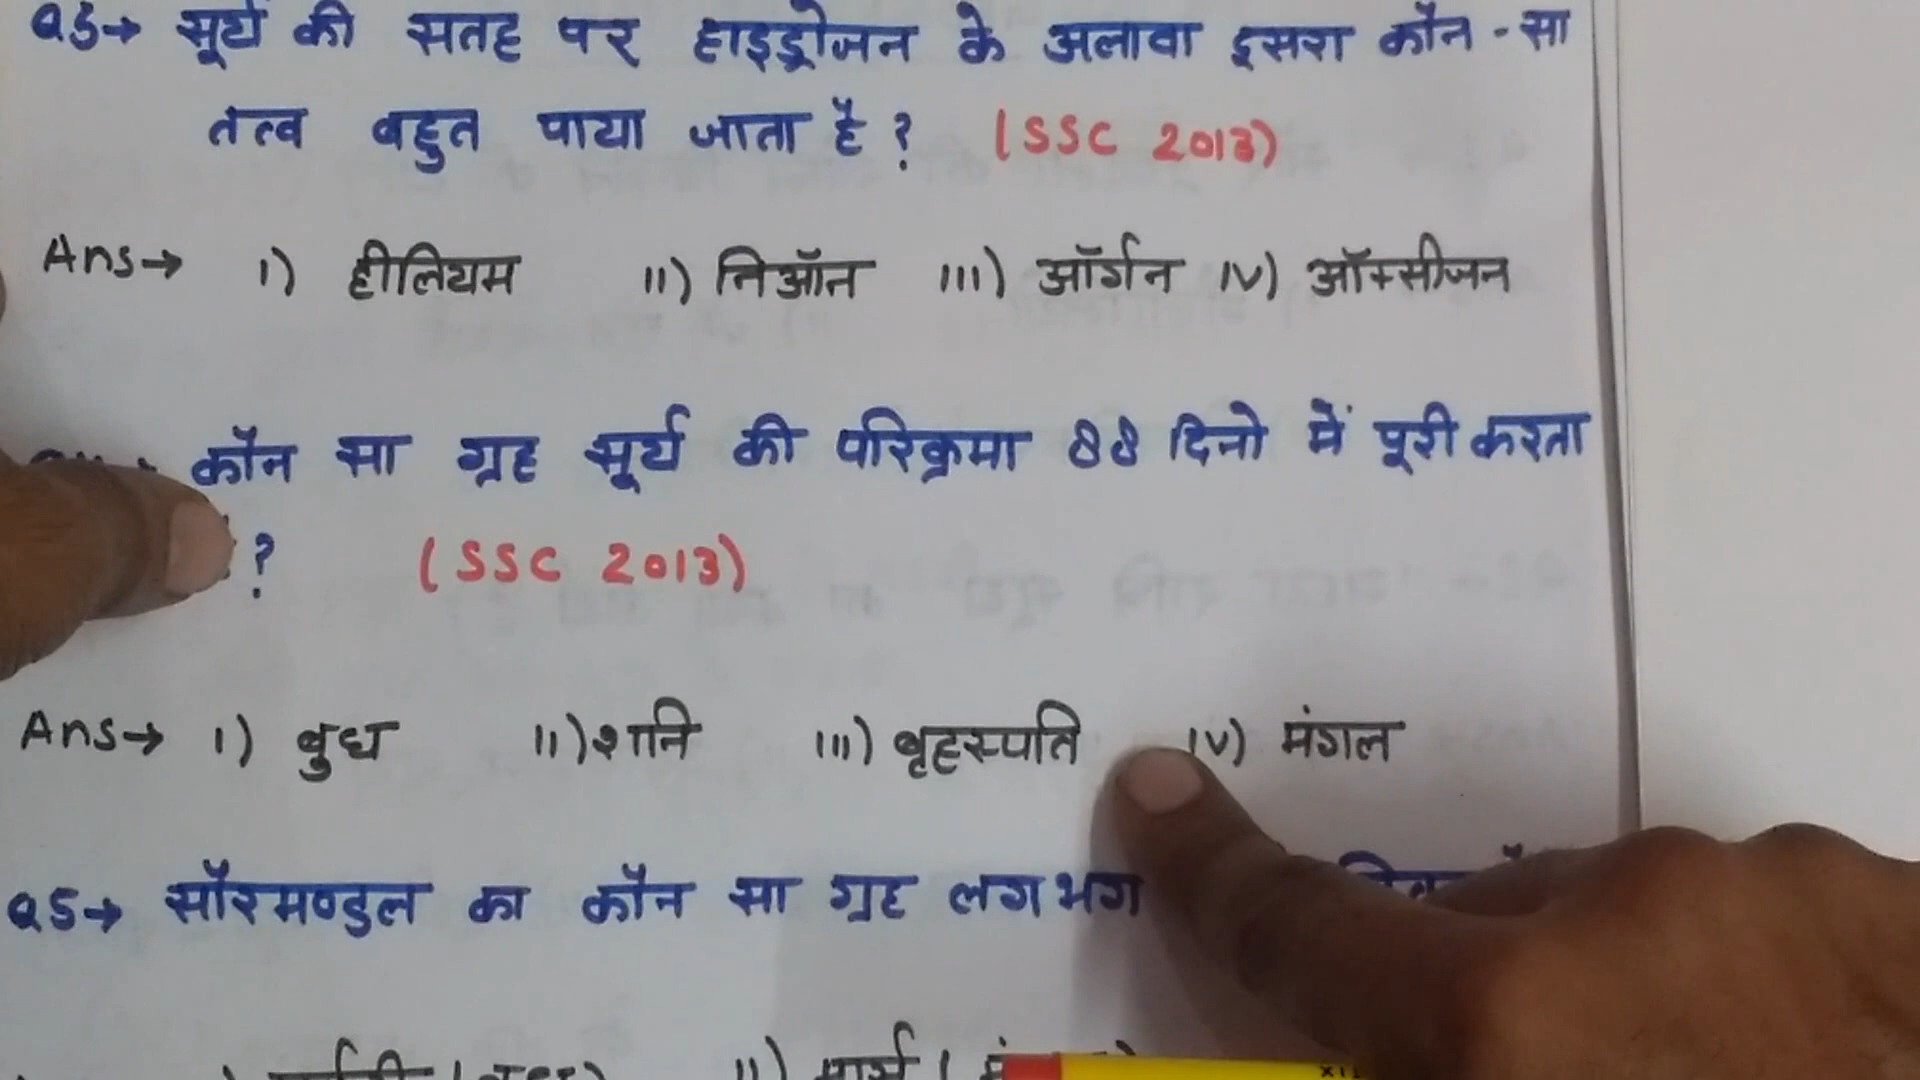 Q3→ सूर्य की सतह पर हाइड्रोजन के अलावा दूसरा कौन-सा
तत्व बहुत पाया जाता है ? (SSC 2013)
Ans→ I) हीलियम II) निऑन III) ऑर्गन IV) ऑक्सीजन
कौन सा ग्रह सूर्य की परिक्रमा 88 दिनो में पूरी करता
? (SSC 2013)
Ans→ I) बुध II) शनि III) बृहस्पति IV) मंगल
Q5→ सौरमण्डल का कौन सा ग्रह लगभग